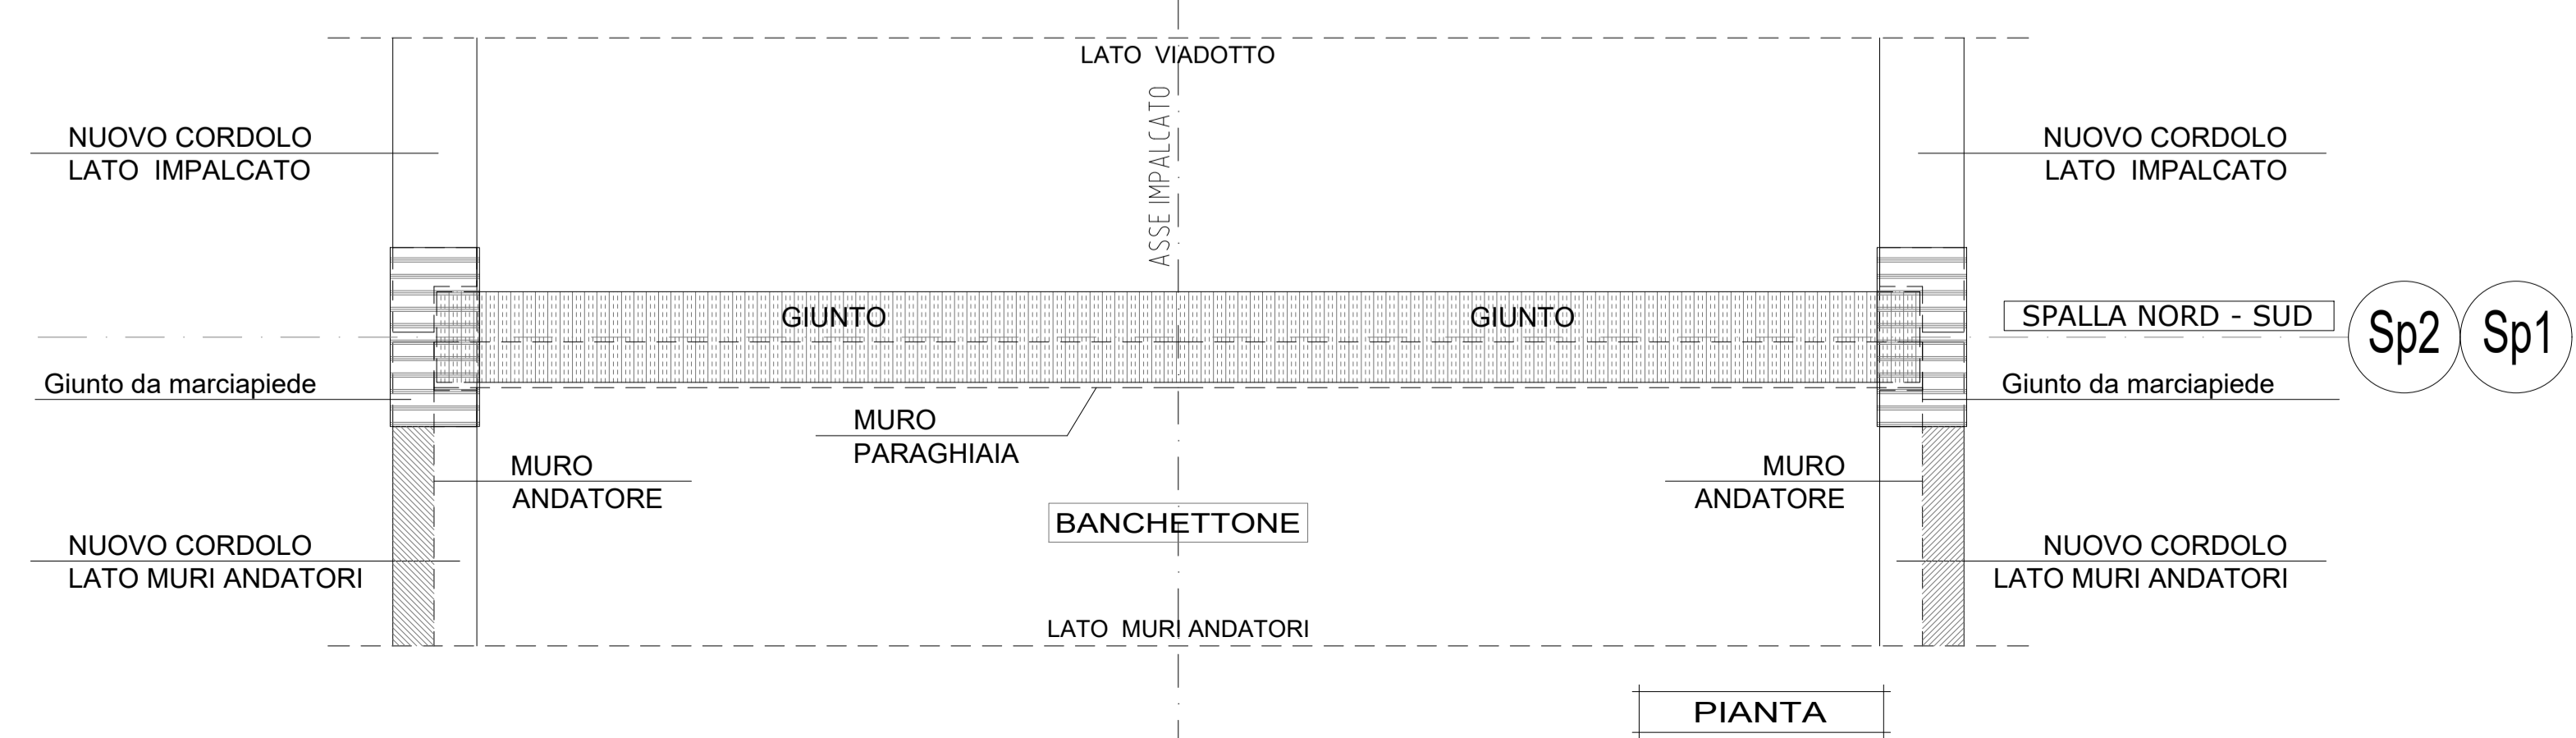 LATO VIADOTTO
ASSE IMPALCATO
NUOVO CORDOLO
LATO IMPALCATO
NUOVO CORDOLO
LATO IMPALCATO
GIUNTO
GIUNTO
SPALLA NORD - SUD
Sp2
Sp1
Giunto da marciapiede
Giunto da marciapiede
MURO
PARAGHIAIA
MURO
ANDATORE
MURO
ANDATORE
BANCHETTONE
NUOVO CORDOLO
LATO MURI ANDATORI
NUOVO CORDOLO
LATO MURI ANDATORI
LATO MURI ANDATORI
PIANTA